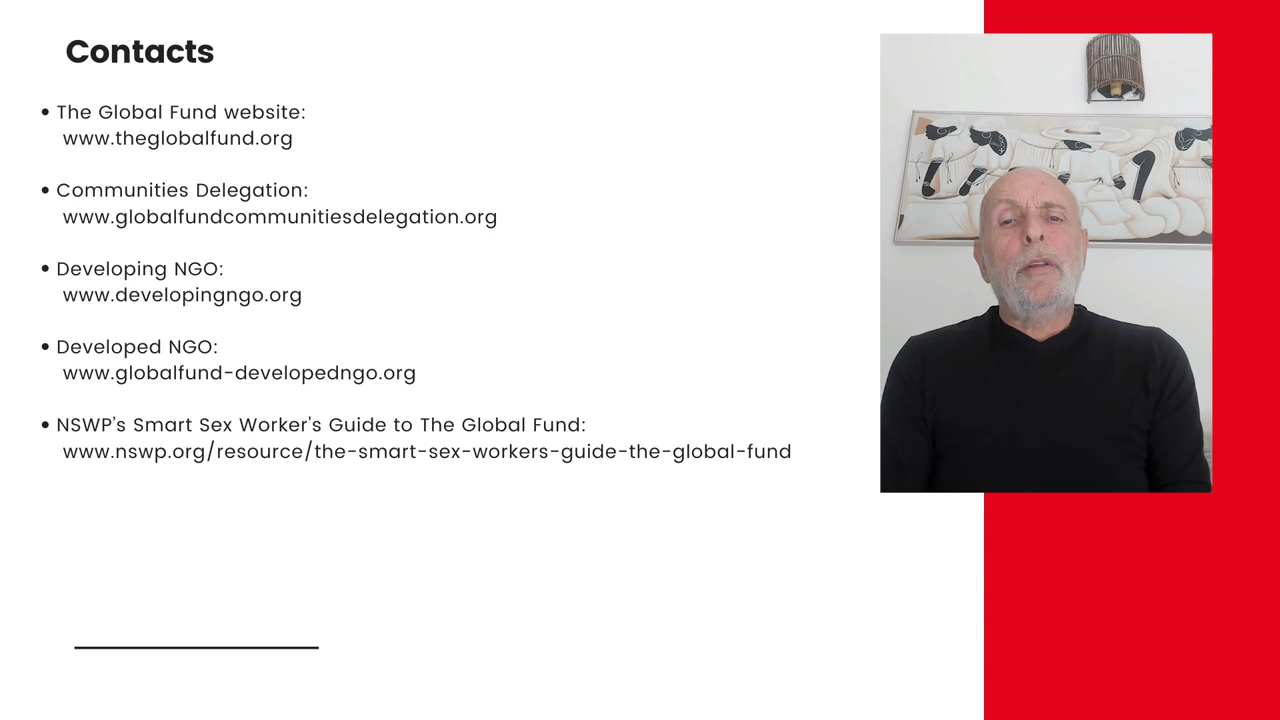 Contacts
• The Global Fund website:
www.theglobalfund.org
• Communities Delegation:
www.globalfundcommunitiesdelegation.org
• Developing NGO:
www.developingngo.org
• Developed NGO:
www.globalfund-developedngo.org
• NSWP’s Smart Sex Worker's Guide to The Global Fund:
www.nswp.org/resource/the-smart-sex-workers-guide-the-global-fund